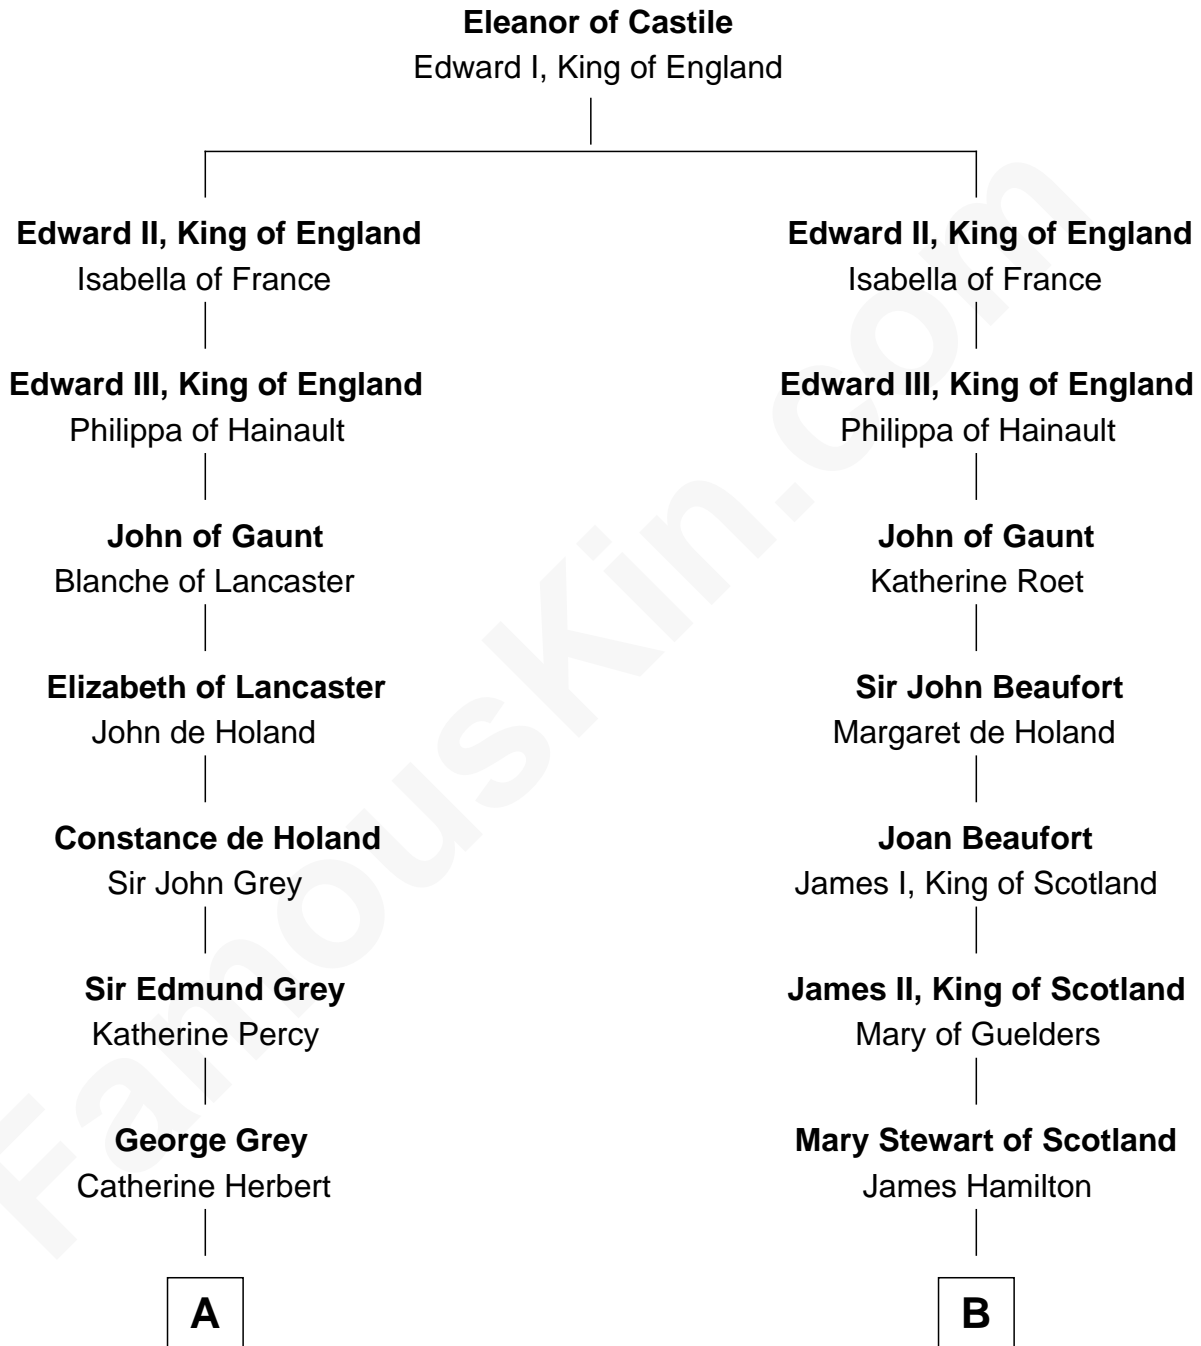 Eleanor of Castile
Edward I, King of England
Edward II, King of England
Isabella of France
Edward III, King of England
Philippa of Hainault
John of Gaunt
Blanche of Lancaster
Elizabeth of Lancaster
John de Holand
Constance de Holand
Sir John Grey
Sir Edmund Grey
Katherine Percy
George Grey
Catherine Herbert
A
Edward II, King of England
Isabella of France
Edward III, King of England
Philippa of Hainault
John of Gaunt
Katherine Roet
Sir John Beaufort
Margaret de Holand
Joan Beaufort
James I, King of Scotland
James II, King of Scotland
Mary of Guelders
Mary Stewart of Scotland
James Hamilton
B
FamousKin.com